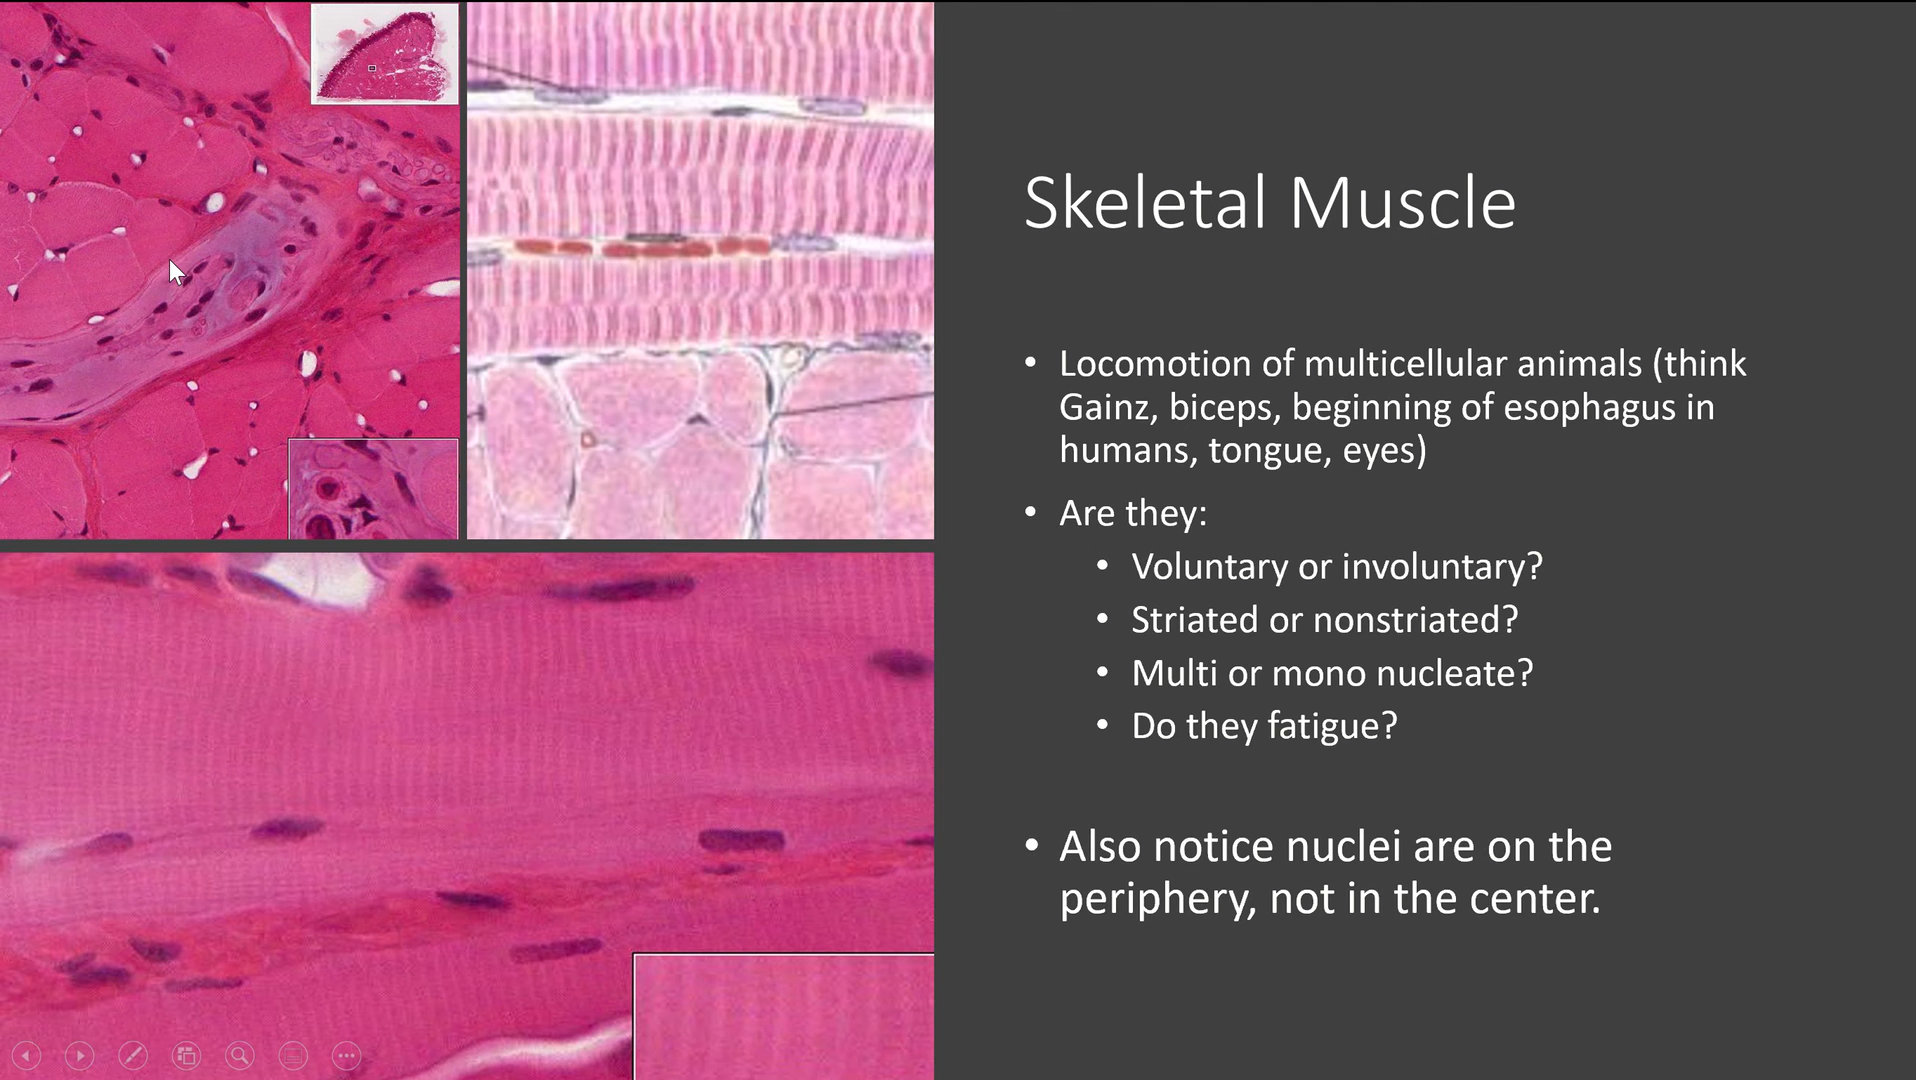 Skeletal Muscle
• Locomotion of multicellular animals (think
Gainz, biceps, beginning of esophagus in
humans, tongue, eyes)
• Are they:
• Voluntary or involuntary?
• Striated or nonstriated?
• Multi or mono nucleate?
• Do they fatigue?
• Also notice nuclei are on the
periphery, not in the center.